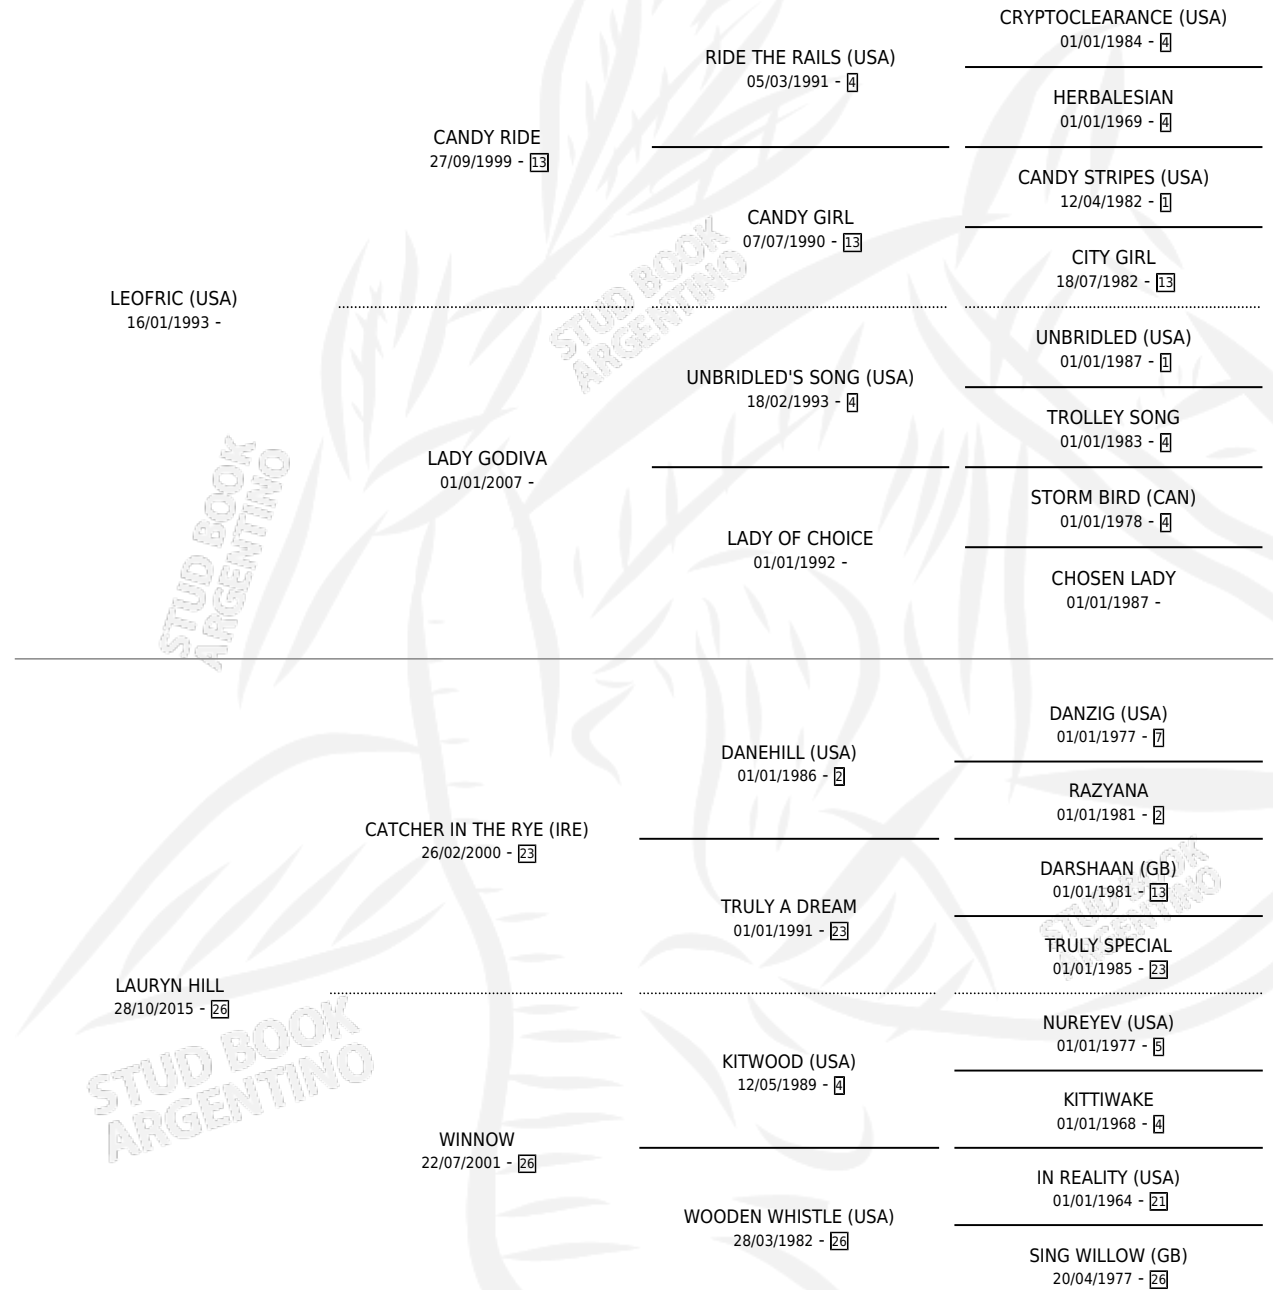 CRYPTOCLEARANCE (USA)
01/01/1984 - 4
RIDE THE RAILS (USA)
05/03/1991 - 4
HERBALESIAN
01/01/1969 - 4
CANDY RIDE
27/09/1999 - 13
CANDY STRIPES (USA)
12/04/1982 - 1
CANDY GIRL
07/07/1990 - 13
CITY GIRL
18/07/1982 - 13
LEOFRIC (USA)
16/01/1993 -
UNBRIDLED (USA)
01/01/1987 - 1
UNBRIDLED'S SONG (USA)
18/02/1993 - 4
TROLLEY SONG
01/01/1983 - 4
LADY GODIVA
01/01/2007 -
STORM BIRD (CAN)
01/01/1978 - 4
LADY OF CHOICE
01/01/1992 -
CHOSEN LADY
01/01/1987 -
DANZIG (USA)
01/01/1977 - 7
DANEHILL (USA)
01/01/1986 - 2
RAZYANA
01/01/1981 - 2
CATCHER IN THE RYE (IRE)
26/02/2000 - 23
DARSHAAN (GB)
01/01/1981 - 13
TRULY A DREAM
01/01/1991 - 23
TRULY SPECIAL
01/01/1985 - 23
LAURYN HILL
28/10/2015 - 26
NUREYEV (USA)
01/01/1977 - 5
KITWOOD (USA)
12/05/1989 - 4
KITTIWAKE
01/01/1968 - 4
WINNOW
22/07/2001 - 26
IN REALITY (USA)
01/01/1964 - 21
WOODEN WHISTLE (USA)
28/03/1982 - 26
SING WILLOW (GB)
20/04/1977 - 26
STUD BOOK
ARGENTINO
STUD BOOK
ARGENTINO
STUD BOOK
ARGENTINO
STUD BOOK
ARGENTINO